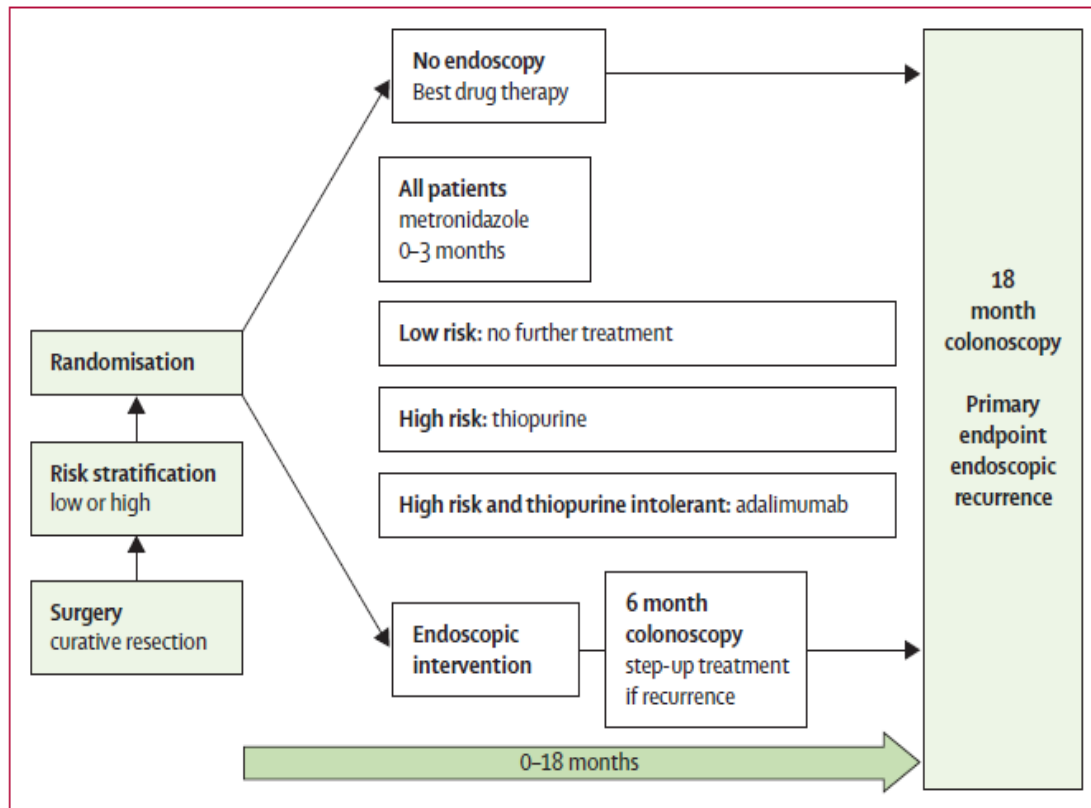 No endoscopy
Best drug therapy
All patients
metronidazole
0–3 months
Low risk: no further treatment
High risk: thiopurine
High risk and thiopurine intolerant: adalimumab
Randomisation
Risk stratification
low or high
Surgery
curative resection
Endoscopic
intervention
6 month
colonoscopy
step-up treatment
if recurrence
18
month
colonoscopy
Primary
endpoint
endoscopic
recurrence
0–18 months